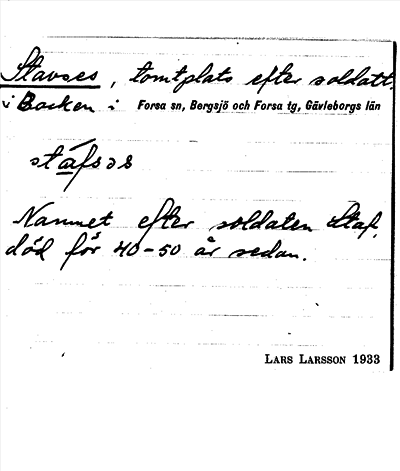 Stavses, tomtplats efter soldatt.
i Backen i Forsa sn, Bergsjö och Forsa tg, Gävleborgs län
stáfsəs
Namnet efter soldaten Staf,
död för 40-50 år sedan.
LARS LARSSON 1933